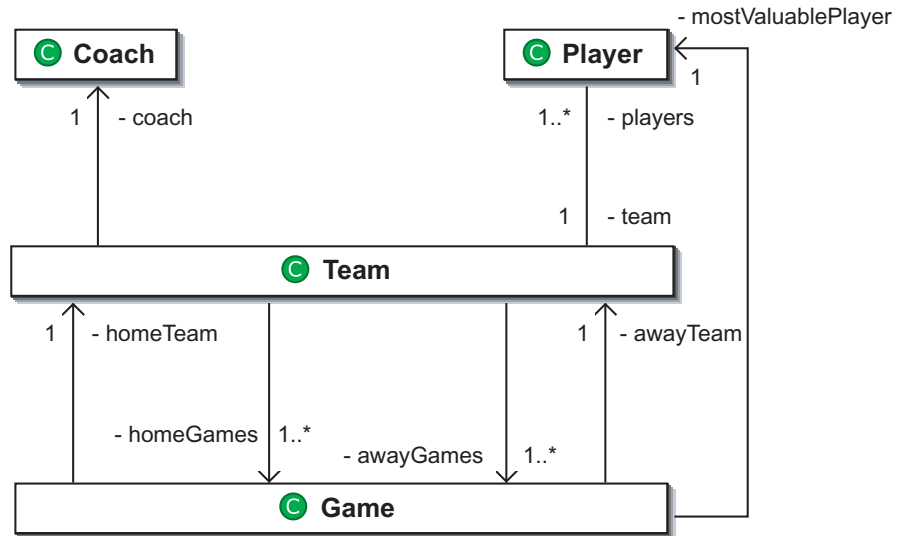 - mostValuablePlayer
C Coach
C Player
1
1 - coach
1..* - players
1 - team
C Team
1 - homeTeam
1 - awayTeam
- homeGames 1..*
- awayGames 1..*
C Game